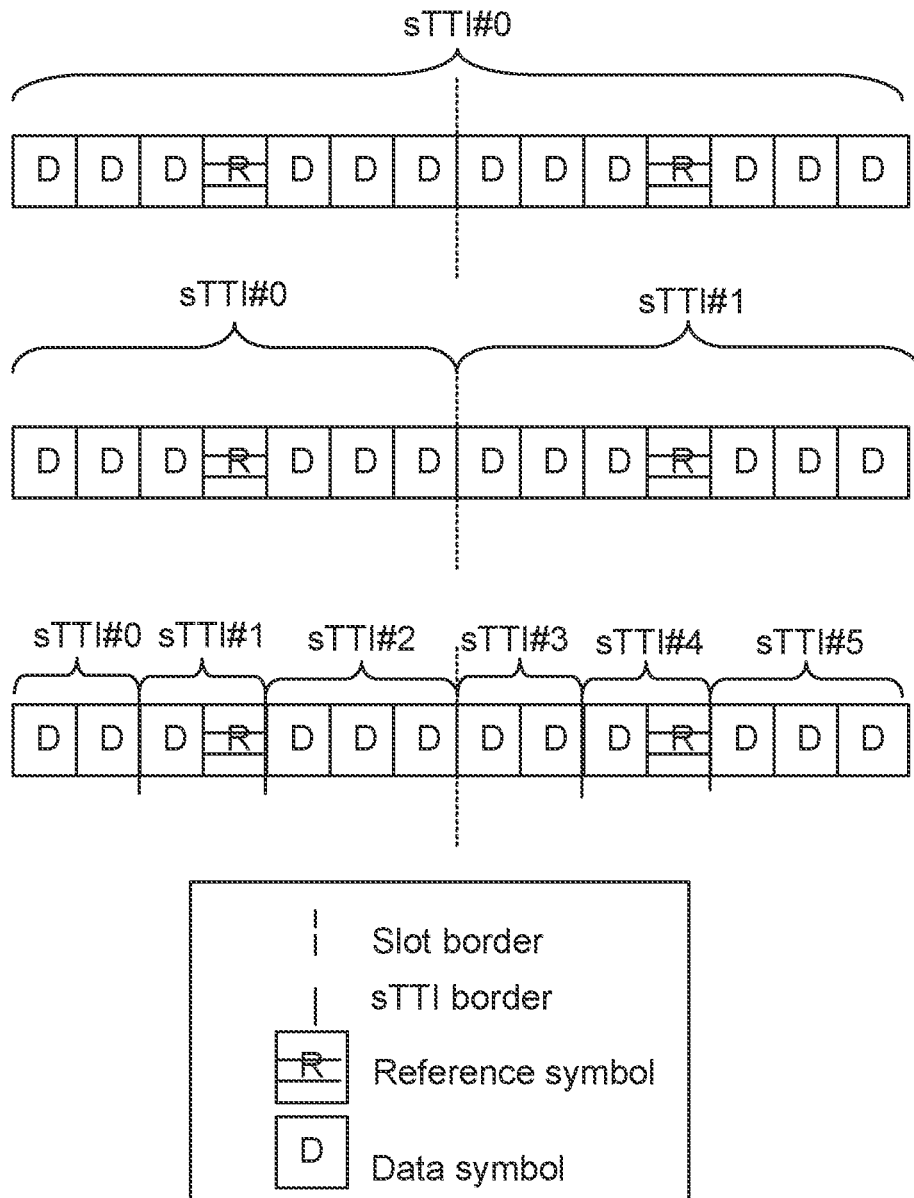 sTTI#0
D D D R D D D D D D R D D D
sTTI#0 sTTI#1
D D D R D D D D D D R D D D
sTTI#0 sTTI#1 sTTI#2 sTTI#3 sTTI#4 sTTI#5
D D D R D D D D D D R D D D
Slot border
sTTI border
R Reference symbol
D Data symbol